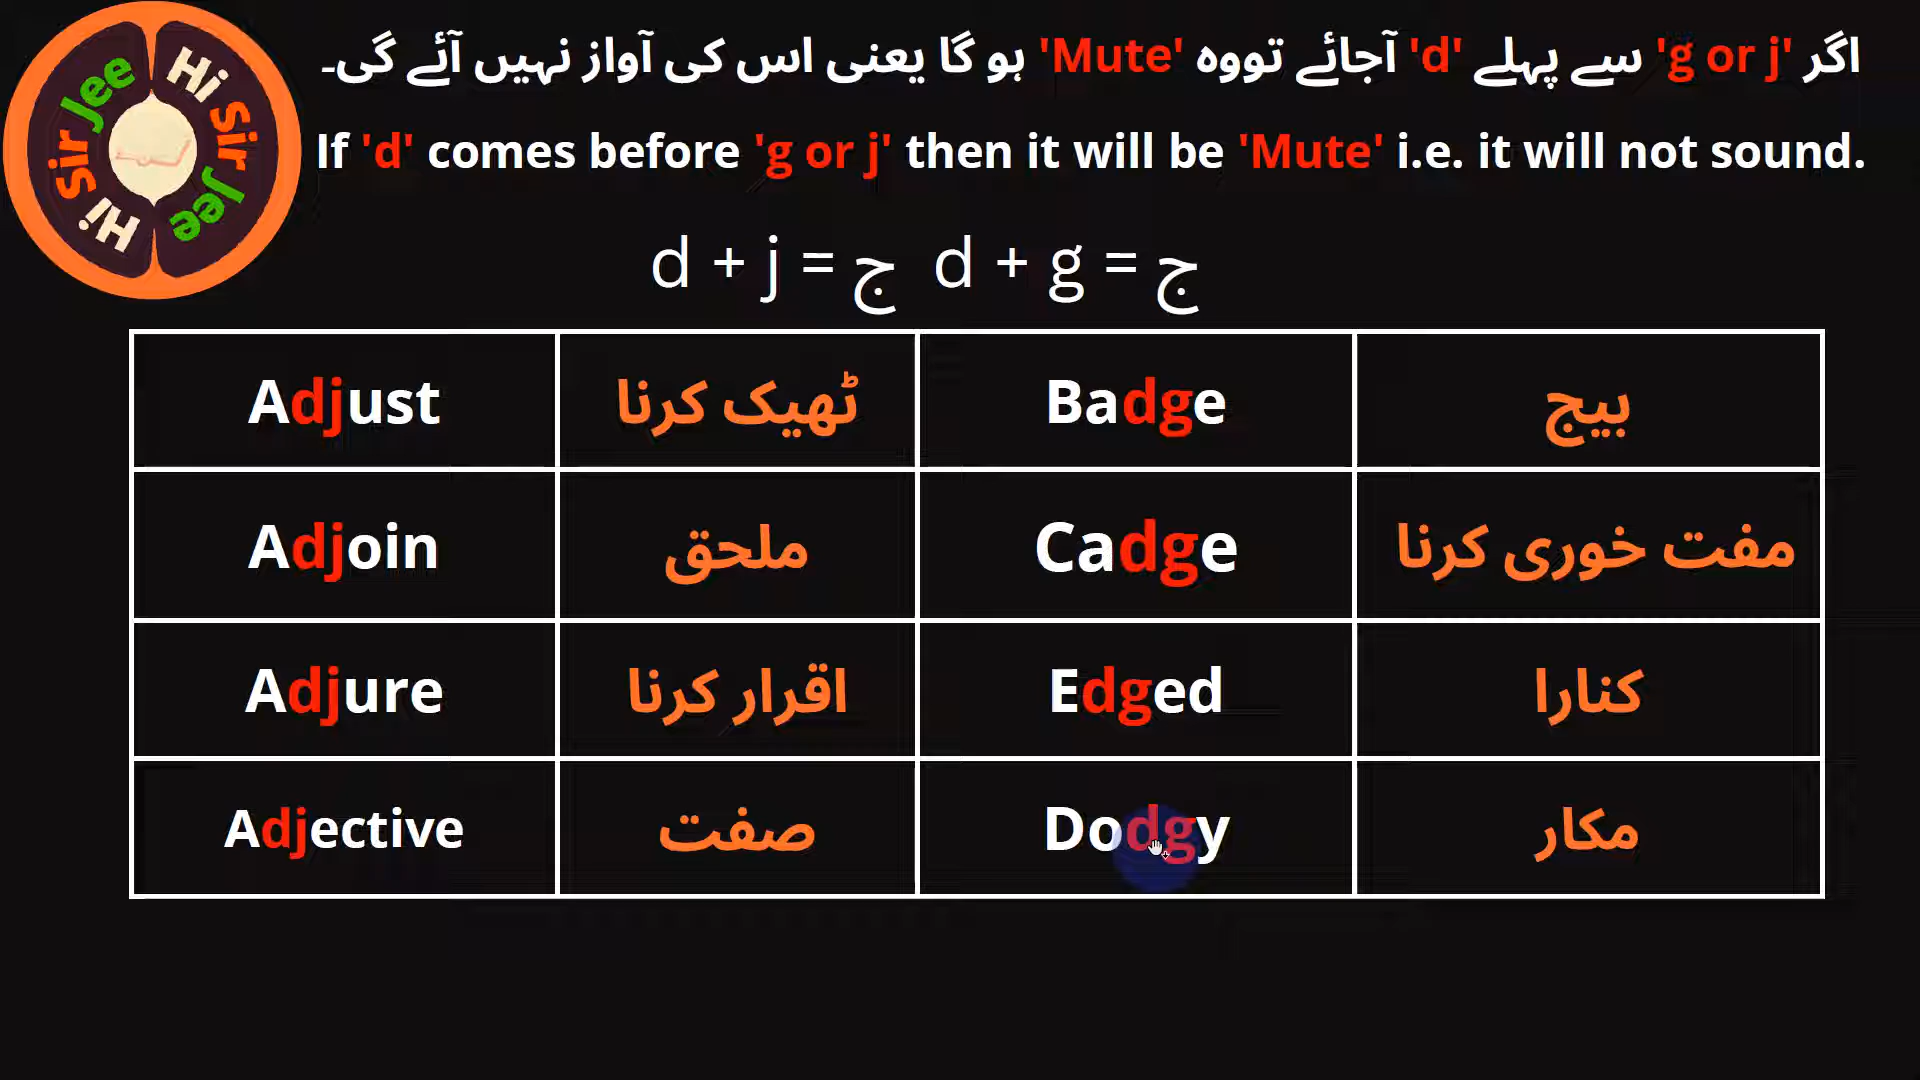 Hi Sir Jee
Hi Sir Jee
اگر 'g or j' سے پہلے 'd' آجائے تووہ 'Mute' ہو گا یعنی اس کی آواز نہیں آئے گی۔
If 'd' comes before 'g or j' then it will be 'Mute' i.e. it will not sound.
d + j = ج d + g = ج
Adjust ٹھیک کرنا Badge بیج
Adjoin ملحق Cadge مفت خوری کرنا
Adjure اقرار کرنا Edged کنارا
Adjective صفت Dodgy مکار